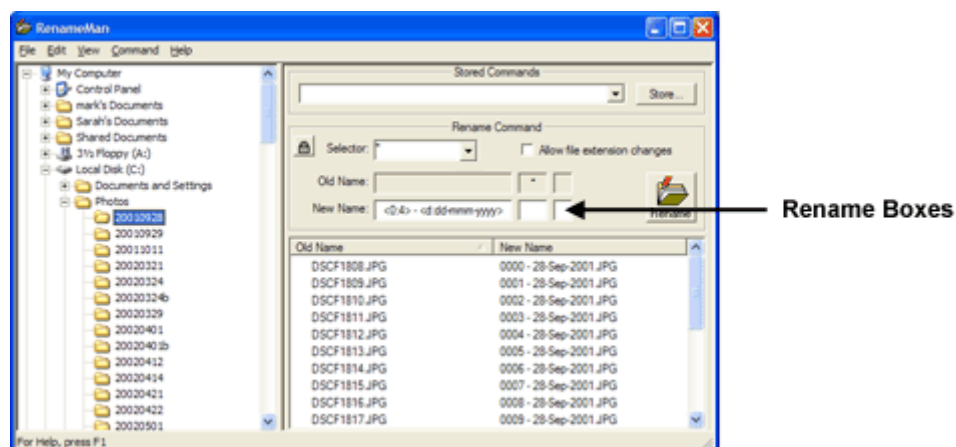 RenameMan
File Edit View Command Help
My Computer
Control Panel
mark's Documents
Sarah's Documents
Shared Documents
3½ Floppy (A:)
Local Disk (C:)
Documents and Settings
Photos
20010928
20010929
20011011
20020321
20020324
20020324b
20020329
20020401
20020401b
20020412
20020414
20020421
20020422
20020501
For Help, press F1
Stored Commands
Store...
Rename Command
Selector: *
Allow file extension changes
Old Name: *
New Name: <0:4> - <d:dd-mmm-yyyy>
Rename
Rename Boxes
Old Name New Name
DSCF1808.JPG 0000 - 28-Sep-2001.JPG
DSCF1809.JPG 0001 - 28-Sep-2001.JPG
DSCF1810.JPG 0002 - 28-Sep-2001.JPG
DSCF1811.JPG 0003 - 28-Sep-2001.JPG
DSCF1812.JPG 0004 - 28-Sep-2001.JPG
DSCF1813.JPG 0005 - 28-Sep-2001.JPG
DSCF1814.JPG 0006 - 28-Sep-2001.JPG
DSCF1815.JPG 0007 - 28-Sep-2001.JPG
DSCF1816.JPG 0008 - 28-Sep-2001.JPG
DSCF1817.JPG 0009 - 28-Sep-2001.JPG